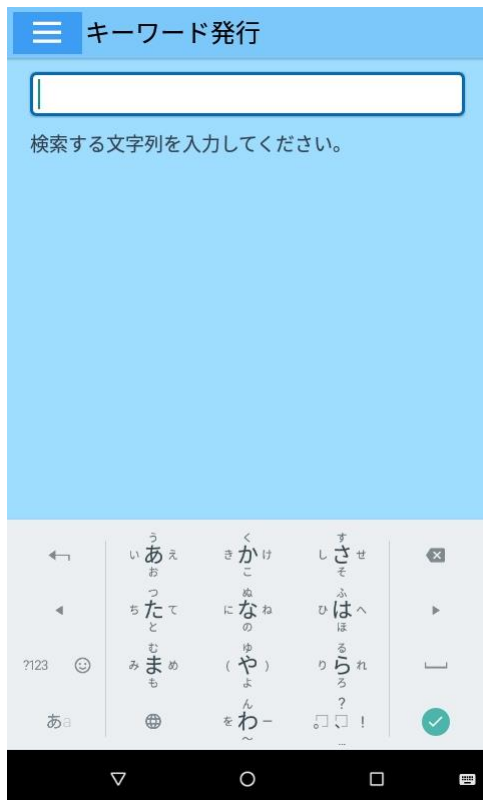 キーワード発行
検索する文字列を入力してください。
う く す
い あ え き か け し さ せ
お こ そ
つ ぬ ふ
ち た て に な ね ひ は へ
と の ほ
む ゆ る
?123 み ま め ( や ) り ら れ
も よ ろ
ん ?
あa を わ ー 。 、 !
〜 ...